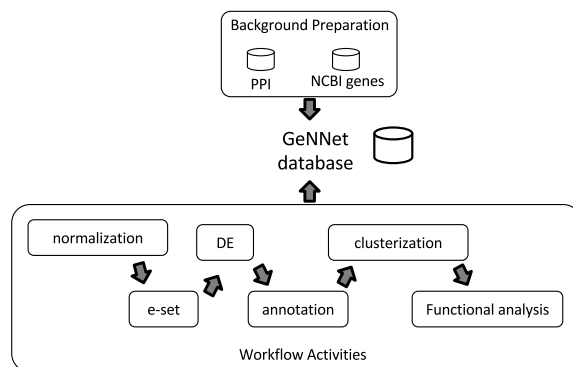 Background Preparation
PPI
NCBI genes
GeNNet
database
normalization
DE
clusterization
e-set
annotation
Functional analysis
Workflow Activities